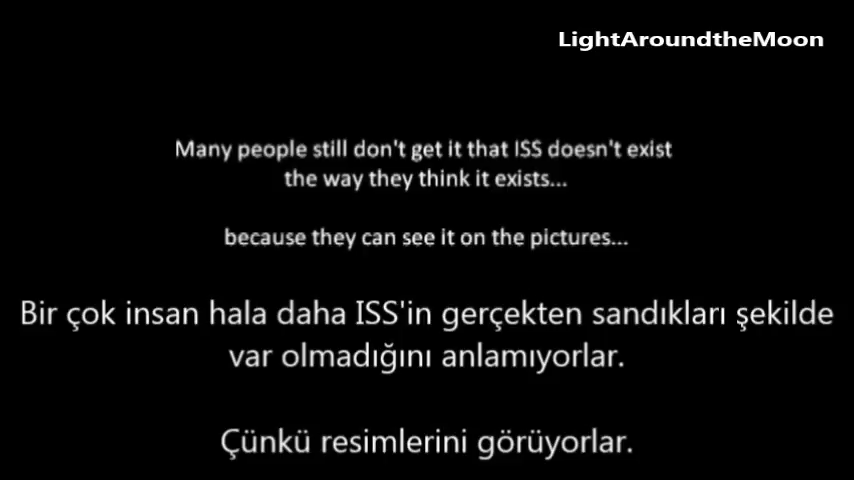 LightAroundtheMoon
Many people still don't get it that ISS doesn't exist
the way they think it exists...
because they can see it on the pictures...
Bir çok insan hala daha ISS'in gerçekten sandıkları şekilde
var olmadığını anlamıyorlar.
Çünkü resimlerini görüyorlar.